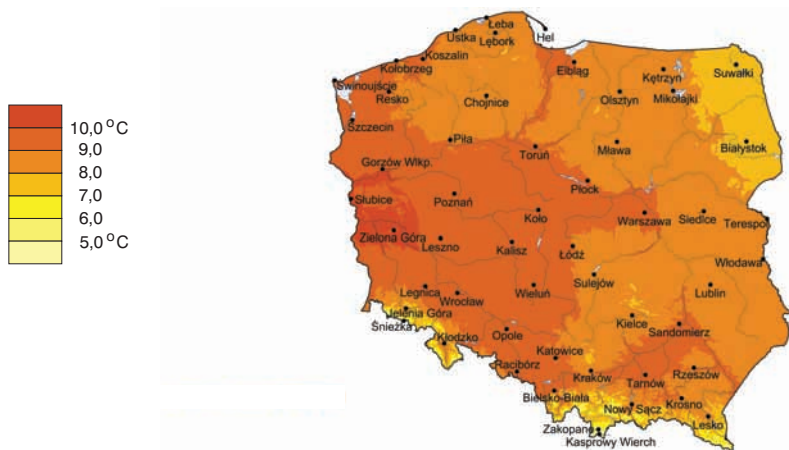 10,0 °C
9,0
8,0
7,0
6,0
5,0 °C
Łeba
Ustka
Lębork
Hel
Koszalin
Kołobrzeg
Elbląg
Kętrzyn
Suwałki
Świnoujście
Resko
Chojnice
Olsztyn
Mikołajki
Szczecin
Piła
Toruń
Mława
Białystok
Gorzów Wlkp.
Płock
Słubice
Poznań
Koło
Warszawa
Siedlce
Terespol
Zielona Góra
Leszno
Kalisz
Łódź
Włodawa
Sulejów
Legnica
Wrocław
Wieluń
Lublin
Jelenia Góra
Śnieżka
Kielce
Sandomierz
Kłodzko
Opole
Katowice
Racibórz
Kraków
Tarnów
Rzeszów
Bielsko-Biała
Nowy Sącz
Krosno
Lesko
Zakopane
Kasprowy Wierch